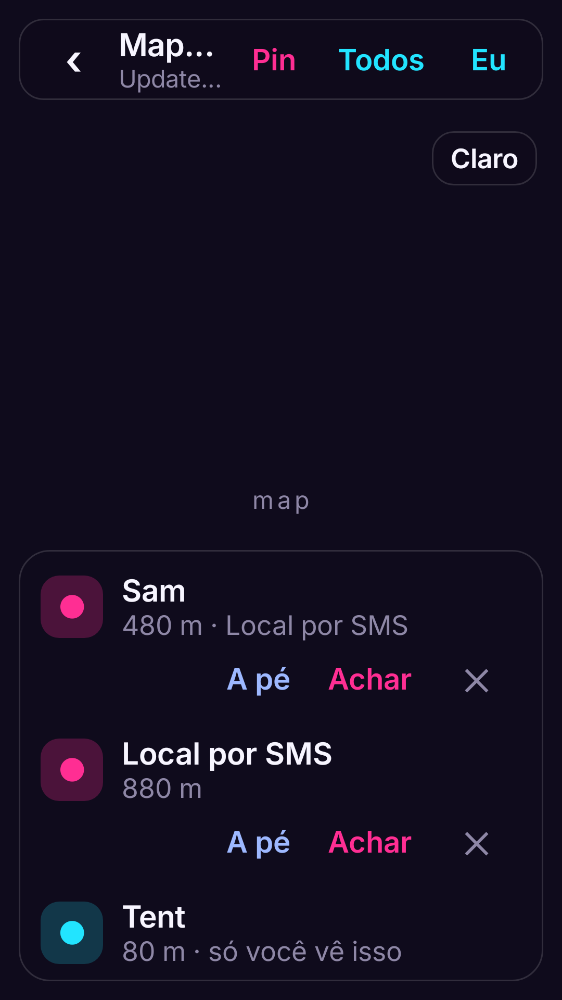 ‹ Map... Pin Todos Eu
Update...
Claro
map
Sam
480 m · Local por SMS
A pé Achar ×
Local por SMS
880 m
A pé Achar ×
Tent
80 m · só você vê isso